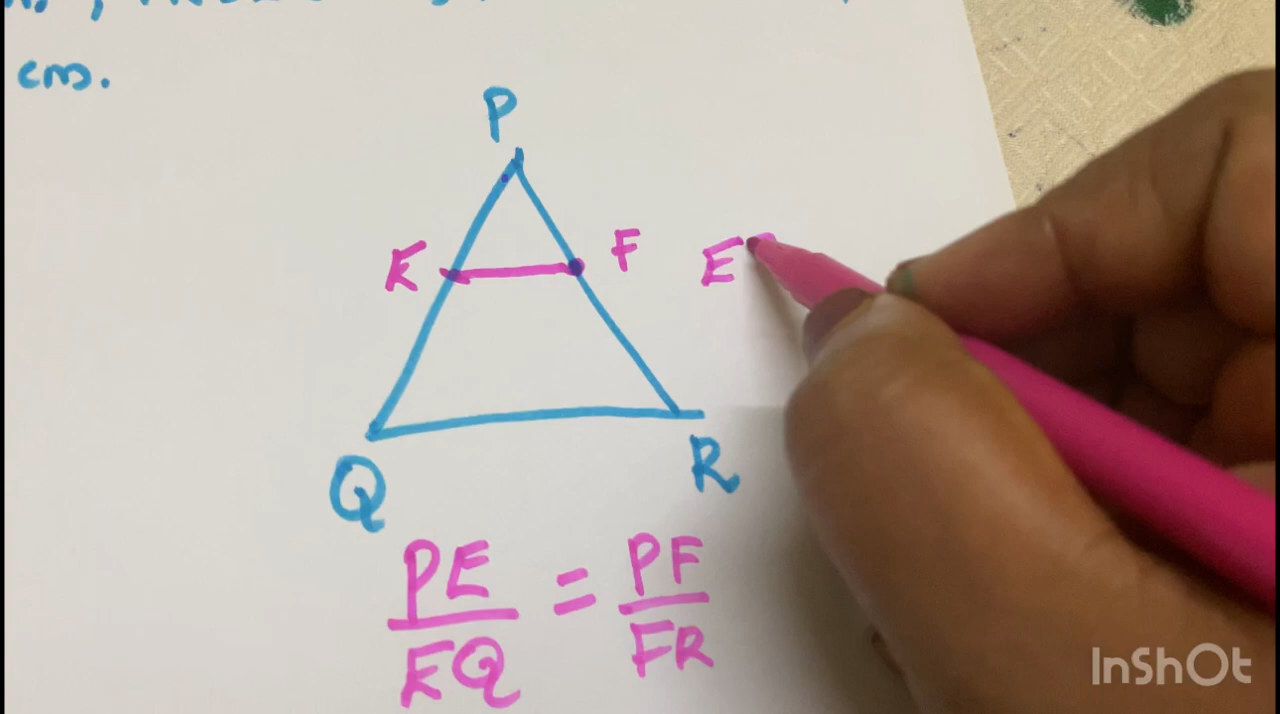 cm.
P
E F E
Q R
PE/EQ = PF/FR
InShOt